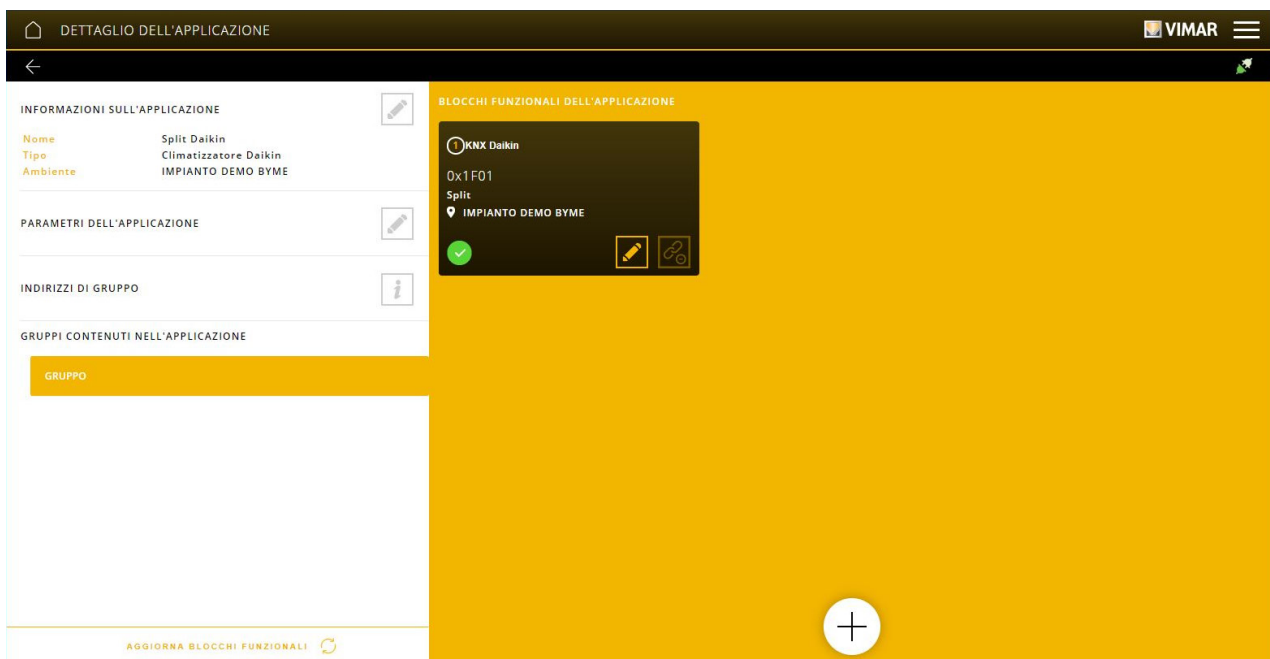 DETTAGLIO DELL'APPLICAZIONE
VIMAR
INFORMAZIONI SULL'APPLICAZIONE
Nome Split Daikin
Tipo Climatizzatore Daikin
Ambiente IMPIANTO DEMO BYME
PARAMETRI DELL'APPLICAZIONE
INDIRIZZI DI GRUPPO
i
GRUPPI CONTENUTI NELL'APPLICAZIONE
GRUPPO
AGGIORNA BLOCCHI FUNZIONALI
BLOCCHI FUNZIONALI DELL'APPLICAZIONE
1 KNX Daikin
0x1F01
Split
IMPIANTO DEMO BYME